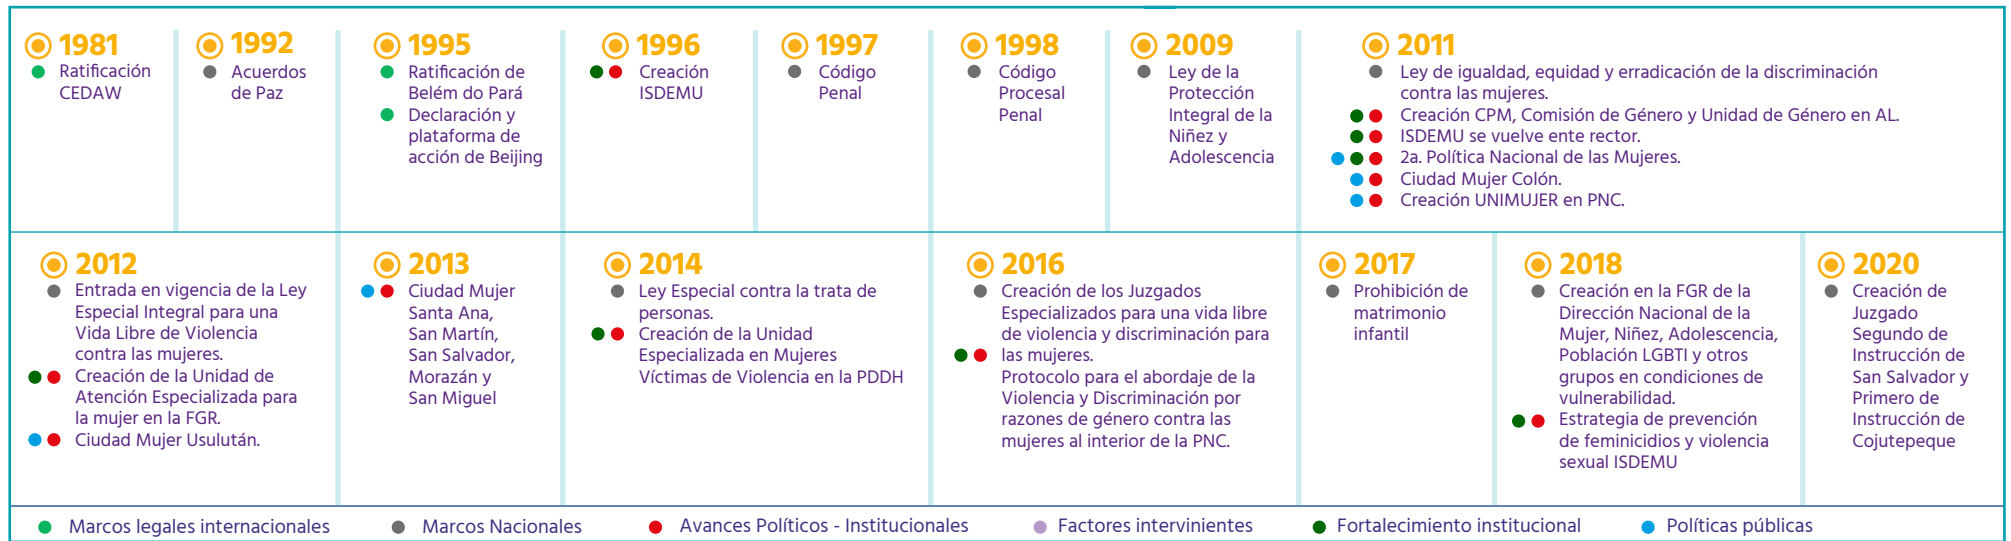 1981
Ratificación
CEDAW
1992
Acuerdos
de Paz
1995
Ratificación de
Belém do Pará
Declaración y
plataforma de
acción de Beijing
1996
Creación
ISDEMU
1997
Código
Penal
1998
Código
Procesal
Penal
2009
Ley de la
Protección
Integral de la
Niñez y
Adolescencia
2011
Ley de igualdad, equidad y erradicación de la discriminación
contra las mujeres.
Creación CPM, Comisión de Género y Unidad de Género en AL.
ISDEMU se vuelve ente rector.
2a. Política Nacional de las Mujeres.
Ciudad Mujer Colón.
Creación UNIMUJER en PNC.
2012
Entrada en vigencia de la Ley
Especial Integral para una
Vida Libre de Violencia
contra las mujeres.
Creación de la Unidad de
Atención Especializada para
la mujer en la FGR.
Ciudad Mujer Usulután.
2013
Ciudad Mujer
Santa Ana,
San Martín,
San Salvador,
Morazán y
San Miguel
2014
Ley Especial contra la trata de
personas.
Creación de la Unidad
Especializada en Mujeres
Víctimas de Violencia en la PDDH
2016
Creación de los Juzgados
Especializados para una vida libre
de violencia y discriminación para
las mujeres.
Protocolo para el abordaje de la
Violencia y Discriminación por
razones de género contra las
mujeres al interior de la PNC.
2017
Prohibición de
matrimonio
infantil
2018
Creación en la FGR de la
Dirección Nacional de la
Mujer, Niñez, Adolescencia,
Población LGBTI y otros
grupos en condiciones de
vulnerabilidad.
Estrategia de prevención
de feminicidios y violencia
sexual ISDEMU
2020
Creación de
Juzgado
Segundo de
Instrucción de
San Salvador y
Primero de
Instrucción de
Cojutepeque
Marcos legales internacionales
Marcos Nacionales
Avances Políticos - Institucionales
Factores intervinientes
Fortalecimiento institucional
Políticas públicas